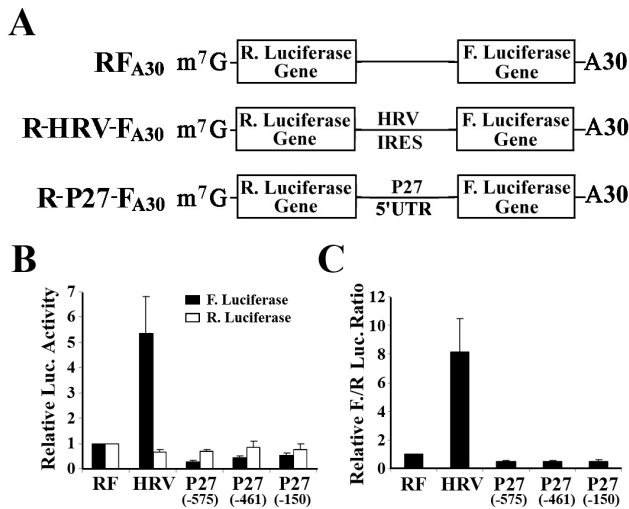 A
RFA30 m7G R. Luciferase Gene F. Luciferase Gene A30
R-HRV-FA30 m7G R. Luciferase Gene HRV IRES F. Luciferase Gene A30
R-P27-FA30 m7G R. Luciferase Gene P27 5'UTR F. Luciferase Gene A30
B
Relative Luc. Activity
7
6
5
4
3
2
1
0
F. Luciferase
R. Luciferase
RF HRV P27 P27 P27
(-575) (-461) (-150)
C
Relative F./R Luc. Ratio
12
10
8
6
4
2
0
RF HRV P27 P27 P27
(-575) (-461) (-150)